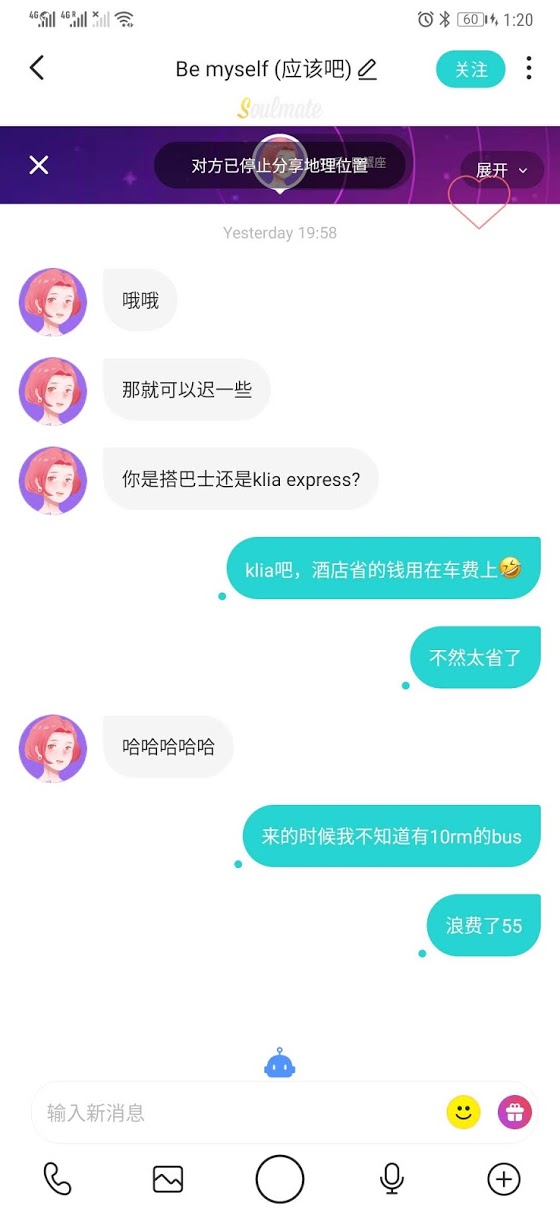 4G 4G R 60 1:20
Be myself (应该吧) 关注
Soulmate
对方已停止分享地理位置 蟹座 展开
Yesterday 19:58
哦哦
那就可以迟一些
你是搭巴士还是klia express?
klia吧，酒店省的钱用在车费上🤣
不然太省了
哈哈哈哈哈
来的时候我不知道有10rm的bus
浪费了55
输入新消息